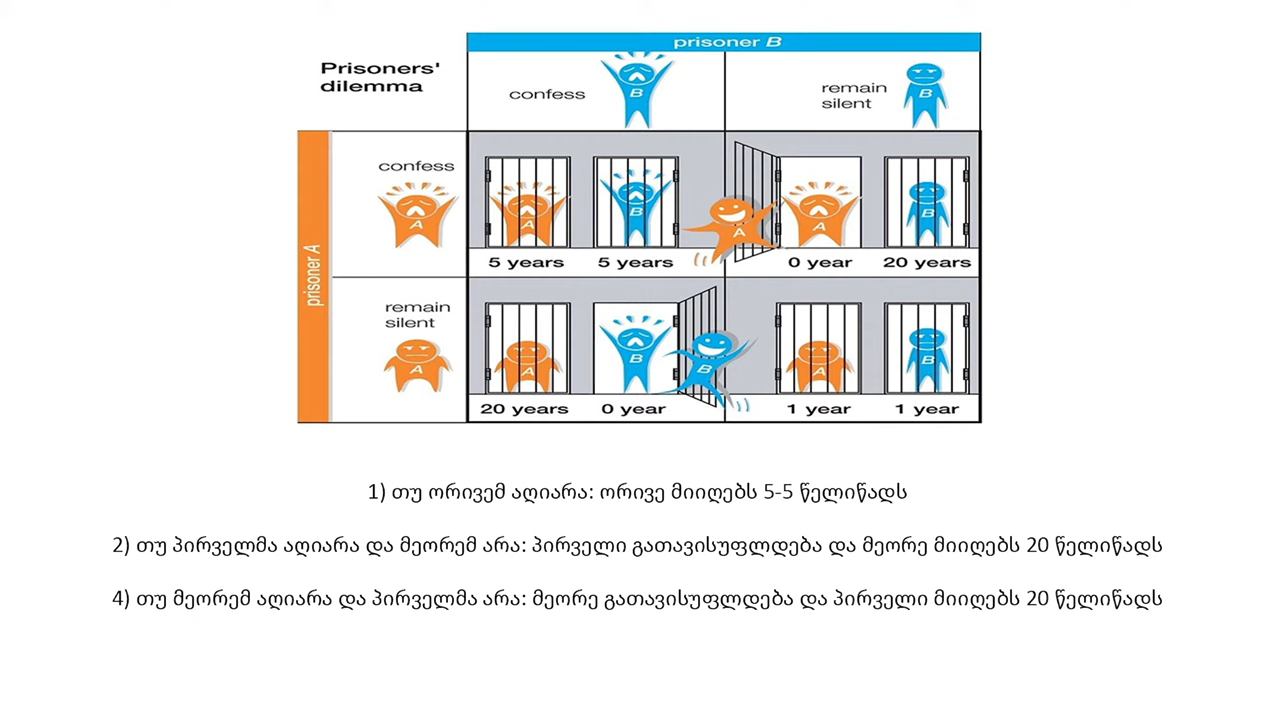 prisoner B
Prisoners'
dilemma
confess
B
remain
silent
B
prisoner A
confess
A
A
B
A
A
B
5 years
5 years
0 year
20 years
remain
silent
A
A
B
B
A
B
20 years
0 year
1 year
1 year
1) თუ ორივემ აღიარა: ორივე მიიღებს 5-5 წელიწადს
2) თუ პირველმა აღიარა და მეორემ არა: პირველი გათავისუფლდება და მეორე მიიღებს 20 წელიწადს
4) თუ მეორემ აღიარა და პირველმა არა: მეორე გათავისუფლდება და პირველი მიიღებს 20 წელიწადს